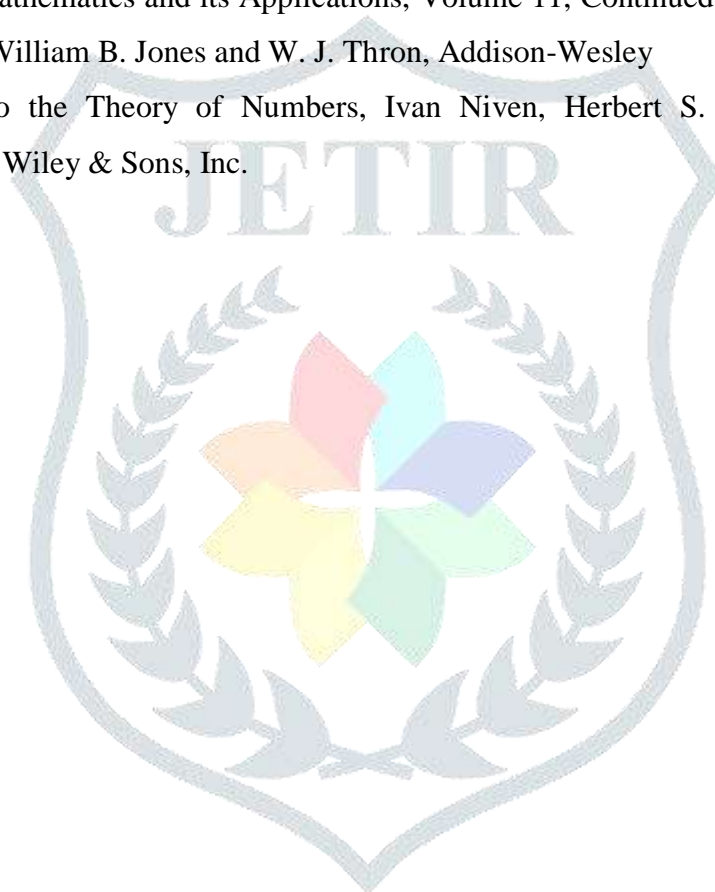 athematics and its Applications, Volume 11, Continued
William B. Jones and W. J. Thron, Addison-Wesley
o the Theory of Numbers, Ivan Niven, Herbert S.
Wiley & Sons, Inc.
JETIR